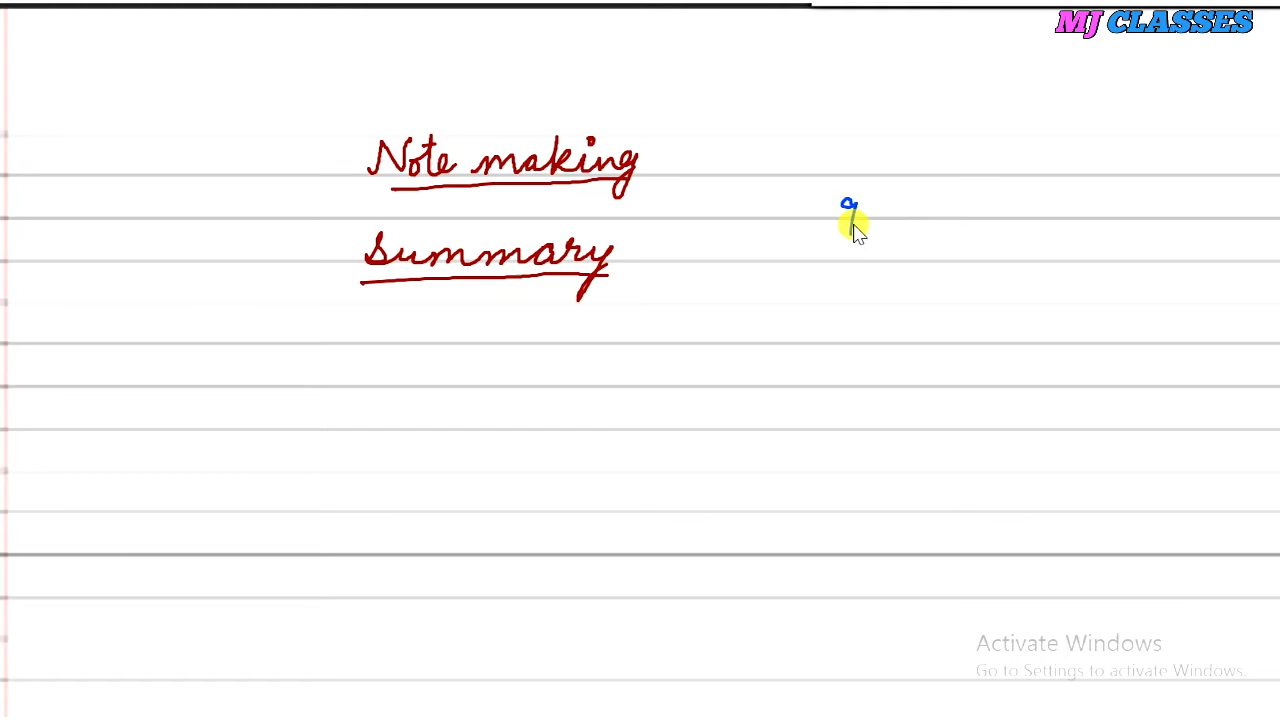 MJ CLASSES
Note making
Summary
Activate Windows
Go to Settings to activate Windows.